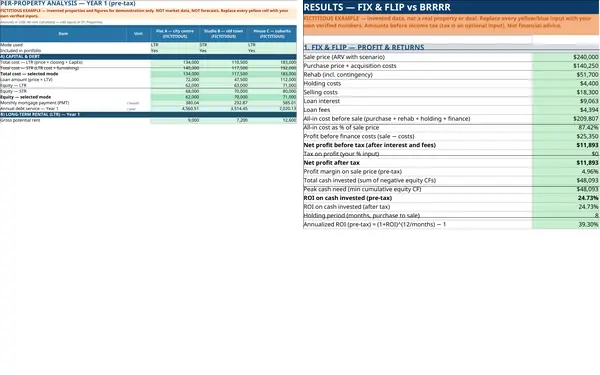 PER-PROPERTY ANALYSIS — YEAR 1 (pre-tax)
FICTITIOUS EXAMPLE — invented properties and figures for demonstration only. NOT market data, NOT forecasts. Replace every yellow cell with your own verified inputs.
Item Unit Flat A — city centre (FICTITIOUS) Studio B — old town (FICTITIOUS) House C — suburbs (FICTITIOUS)
Mode used LTR STR LTR
Included in portfolio Yes Yes Yes
A) CAPITAL & DEBT
Total cost — LTR (price + closing + CapEx) 134,000 117,500 183,000
Total cost — STR (LTR cost + furnishing) 140,000 117,500 192,000
Total cost — selected mode 134,000 117,500 183,000
Loan amount (price × LTV) 72,000 47,500 112,000
Equity — LTR 62,000 63,000 71,000
Equity — STR 68,000 70,000 80,000
Equity — selected mode 62,000 70,000 71,000
Monthly mortgage payment (PMT) 380.04 292.87 585.01
Annual debt service — Year 1 4,560.51 3,514.45 7,020.13
B) LONG-TERM RENTAL (LTR) — Year 1
Gross potential rent 9,000 7,200 12,600
RESULTS — FIX & FLIP vs BRRRR
FICTITIOUS EXAMPLE — invented data, not a real property or deal. Replace every yellow/blue input with your own verified numbers. Amounts before income tax (tax is an optional input). Not advice.
1. FIX & FLIP — PROFIT & RETURNS
Sale price (ARV with scenario) $240,000
Purchase price + acquisition costs $140,250
Rehab (incl. contingency) $51,700
Holding costs $4,400
Selling costs $18,300
Loan interest $9,063
Loan fees $4,394
All-in cost before sale (purchase + rehab + holding + finance) $209,807
All-in cost as % of sale price 87.42%
Profit before finance costs (sale − costs) $25,350
Net profit before tax (after interest and fees) $11,893
Tax on profit (your % input) $0
Net profit after tax $11,893
Profit margin on sale price (pre-tax) 4.96%
Total cash invested (sum of negative equity CFs) $48,093
Peak cash need (min cumulative equity CF) $48,093
ROI on cash invested (pre-tax) 24.73%
ROI on cash invested (after tax) 24.73%
Holding period (months, purchase to sale) 8
Annualized ROI (pre-tax) = (1+ROI)^(12/months) − 1 39.30%